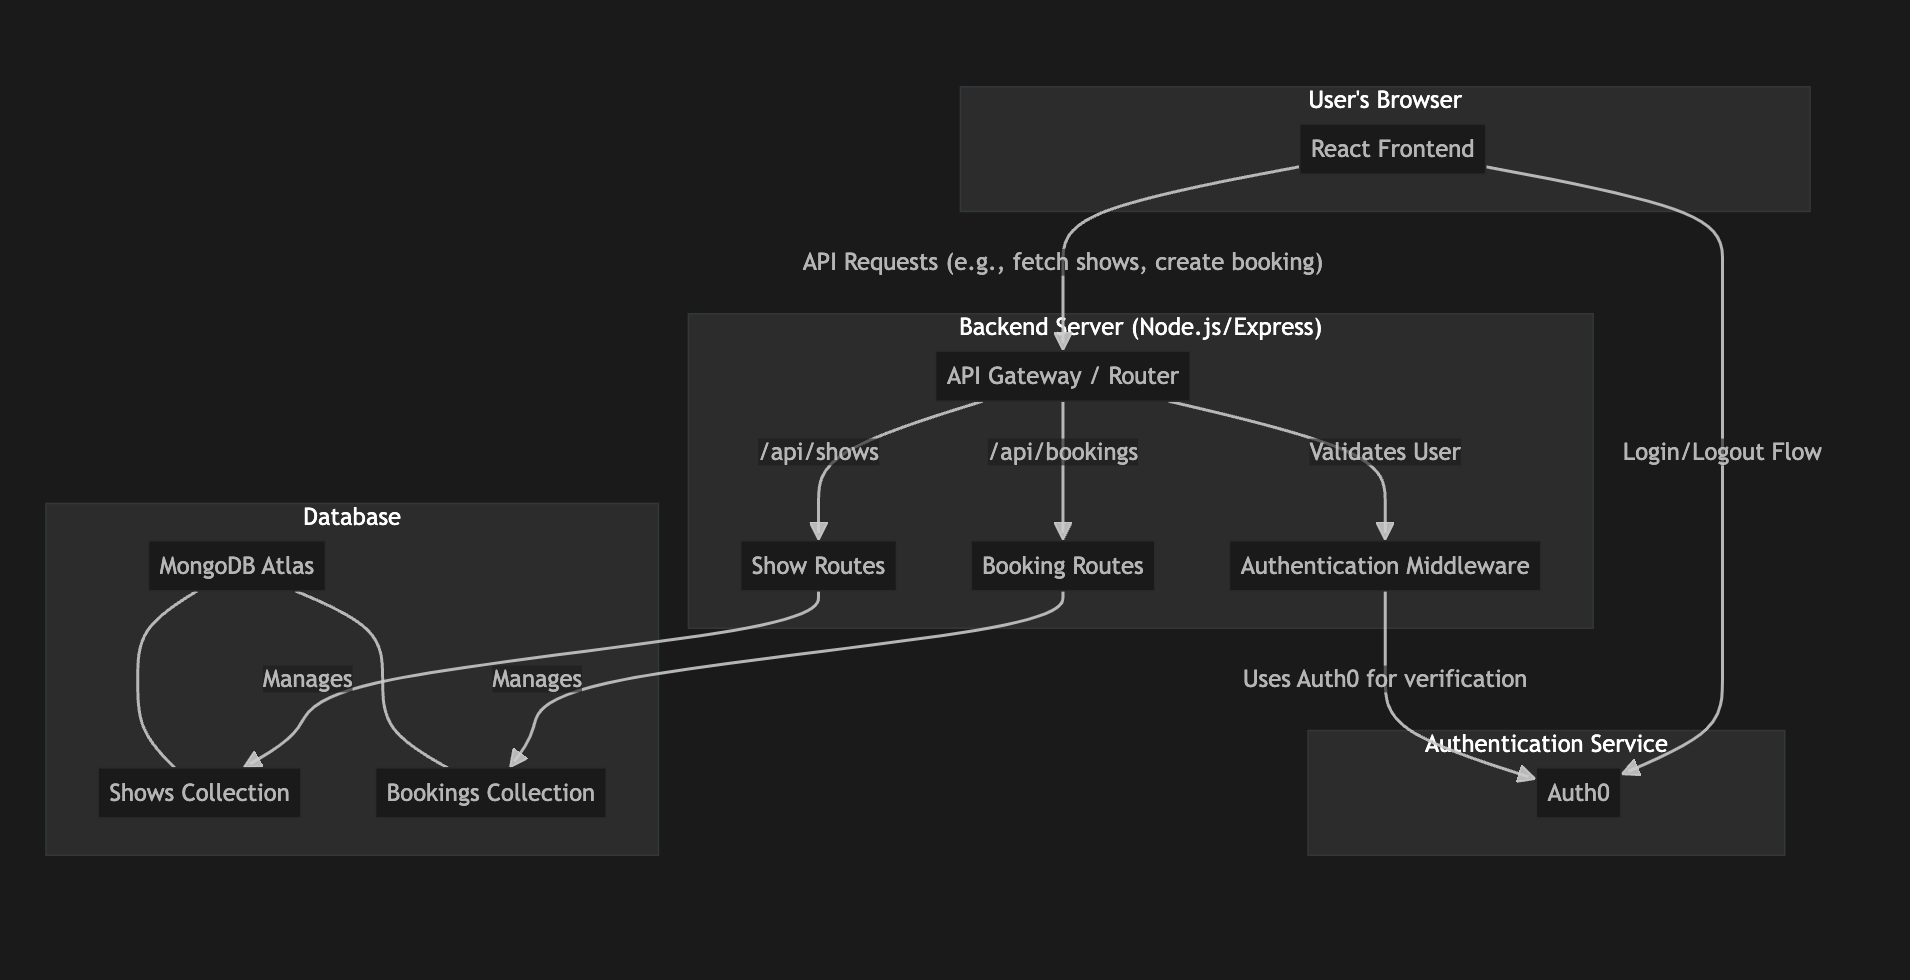 User's Browser
React Frontend
API Requests (e.g., fetch shows, create booking)
Backend Server (Node.js/Express)
API Gateway / Router
/api/shows
/api/bookings
Validates User
Login/Logout Flow
Database
MongoDB Atlas
Show Routes
Booking Routes
Authentication Middleware
Manages
Manages
Uses Auth0 for verification
Authentication Service
Shows Collection
Bookings Collection
Auth0